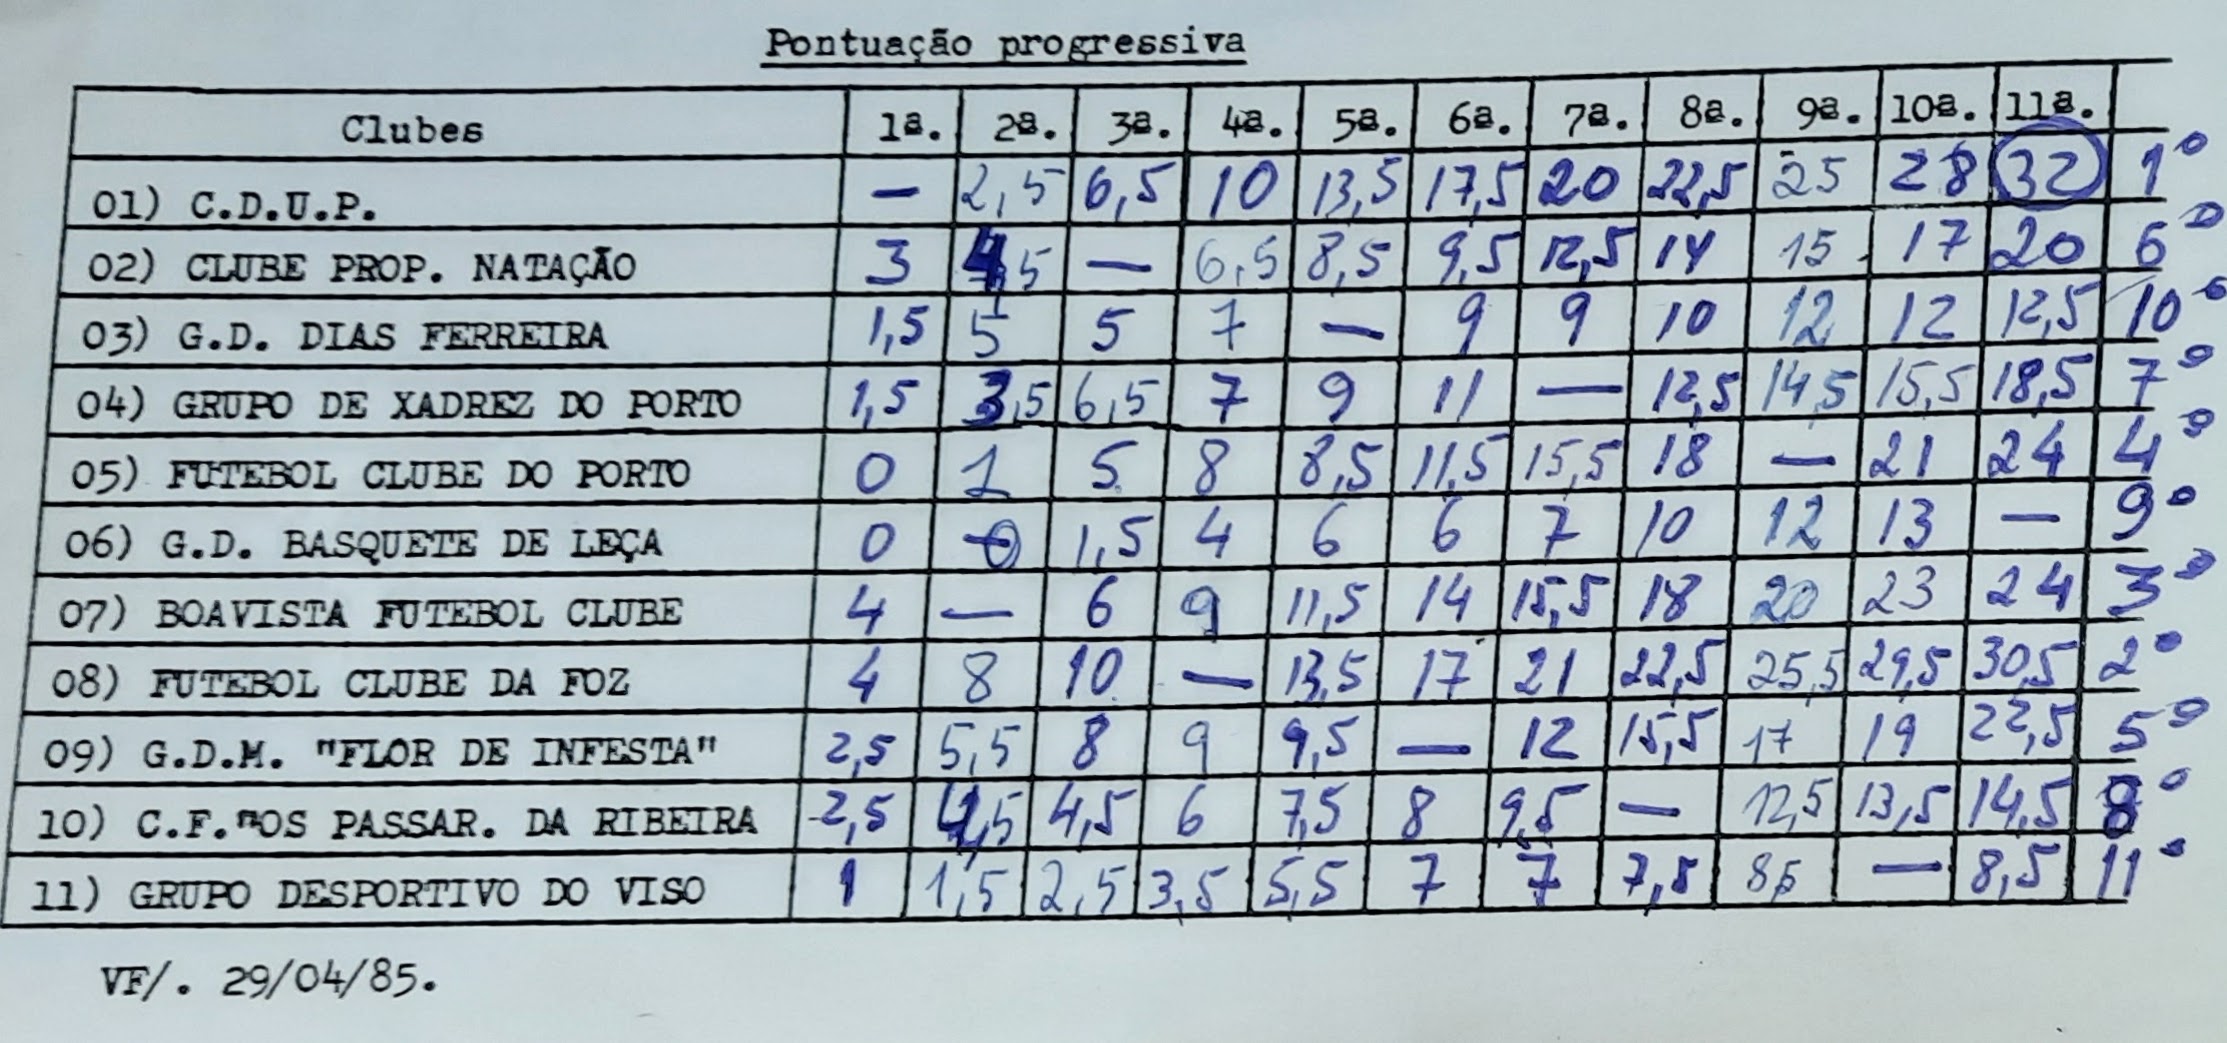 Pontuação progressiva
Clubes 1ª. 2ª. 3ª. 4ª. 5ª. 6ª. 7ª. 8ª. 9ª. 10ª. 11ª.
01) C.D.U.P. — 2,5 6,5 10 13,5 17,5 20 22,5 25 28 32 1º
02) CLUBE PROP. NATAÇÃO 3 4,5 — 6,5 8,5 9,5 12,5 14 15 17 20 6º
03) G.D. DIAS FERREIRA 1,5 5 5 7 — 9 9 10 12 12 12,5 10º
04) GRUPO DE XADREZ DO PORTO 1,5 3,5 6,5 7 9 11 — 12,5 14,5 15,5 18,5 7º
05) FUTEBOL CLUBE DO PORTO 0 1 5 8 8,5 11,5 15,5 18 — 21 24 4º
06) G.D. BASQUETE DE LEÇA 0 0 1,5 4 6 6 7 10 12 13 — 9º
07) BOAVISTA FUTEBOL CLUBE 4 — 6 9 11,5 14 15,5 18 20 23 24 3º
08) FUTEBOL CLUBE DA FOZ 4 8 10 — 13,5 17 21 22,5 25,5 29,5 30,5 2º
09) G.D.M. "FLOR DE INFESTA" 2,5 5,5 8 9 9,5 — 12 15,5 17 19 22,5 5º
10) C.F."OS PASSAR. DA RIBEIRA 2,5 4,5 4,5 6 7,5 8 9,5 — 12,5 13,5 14,5 8º
11) GRUPO DESPORTIVO DO VISO 1 1,5 2,5 3,5 5,5 7 7 7,5 8,5 — 8,5 11º
VF/. 29/04/85.